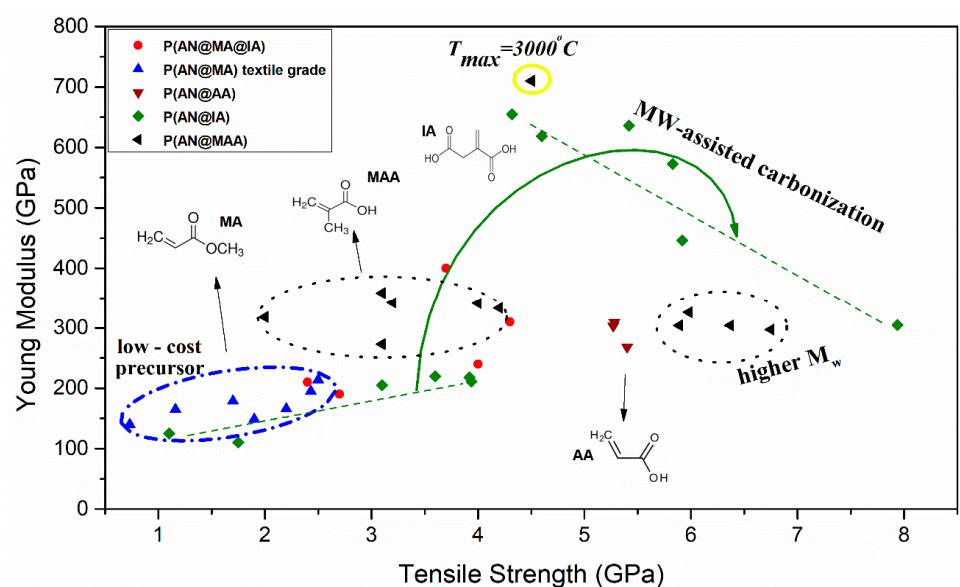 800
700
600
500
400
300
200
100
0
Young Modulus (GPa)
P(AN@MA@IA)
P(AN@MA) textile grade
P(AN@AA)
P(AN@IA)
P(AN@MAA)
T max=3000°C
MW-assisted carbonization
IA
O
HO
OH
O
MAA
O
H₂C
OH
CH₃
MA
O
H₂C
OCH₃
low - cost
precursor
higher Mw
AA
H₂C
O
OH
1 2 3 4 5 6 7 8
Tensile Strength (GPa)